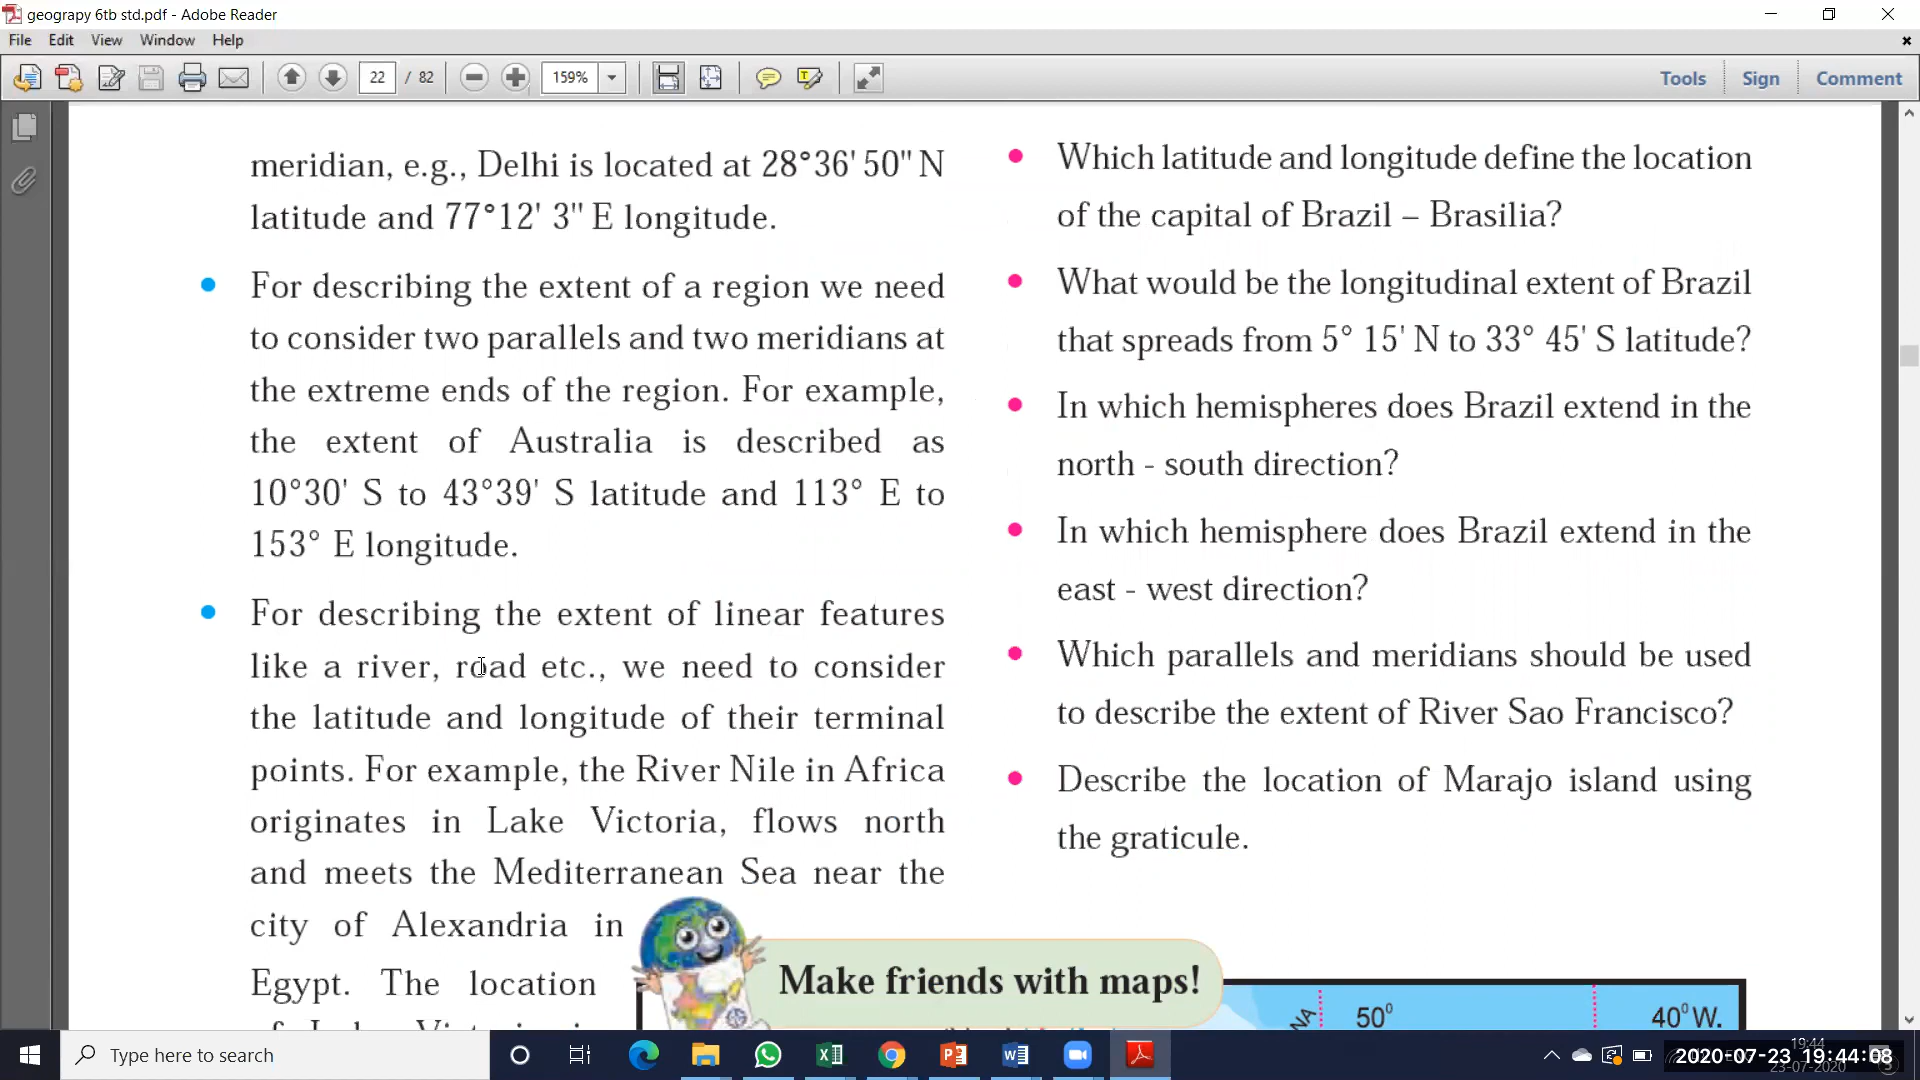 geograpy 6tb std.pdf - Adobe Reader
File Edit View Window Help
22 / 82 159% Tools Sign Comment
meridian, e.g., Delhi is located at 28°36' 50" N
latitude and 77°12' 3" E longitude.
For describing the extent of a region we need
to consider two parallels and two meridians at
the extreme ends of the region. For example,
the extent of Australia is described as
10°30' S to 43°39' S latitude and 113° E to
153° E longitude.
For describing the extent of linear features
like a river, road etc., we need to consider
the latitude and longitude of their terminal
points. For example, the River Nile in Africa
originates in Lake Victoria, flows north
and meets the Mediterranean Sea near the
city of Alexandria in
Egypt. The location
Which latitude and longitude define the location
of the capital of Brazil – Brasilia?
What would be the longitudinal extent of Brazil
that spreads from 5° 15' N to 33° 45' S latitude?
In which hemispheres does Brazil extend in the
north - south direction?
In which hemisphere does Brazil extend in the
east - west direction?
Which parallels and meridians should be used
to describe the extent of River Sao Francisco?
Describe the location of Marajo island using
the graticule.
Make friends with maps!
NA 50° 40°W.
Type here to search
19:44
2020-07-23 19:44:08
23-07-2020